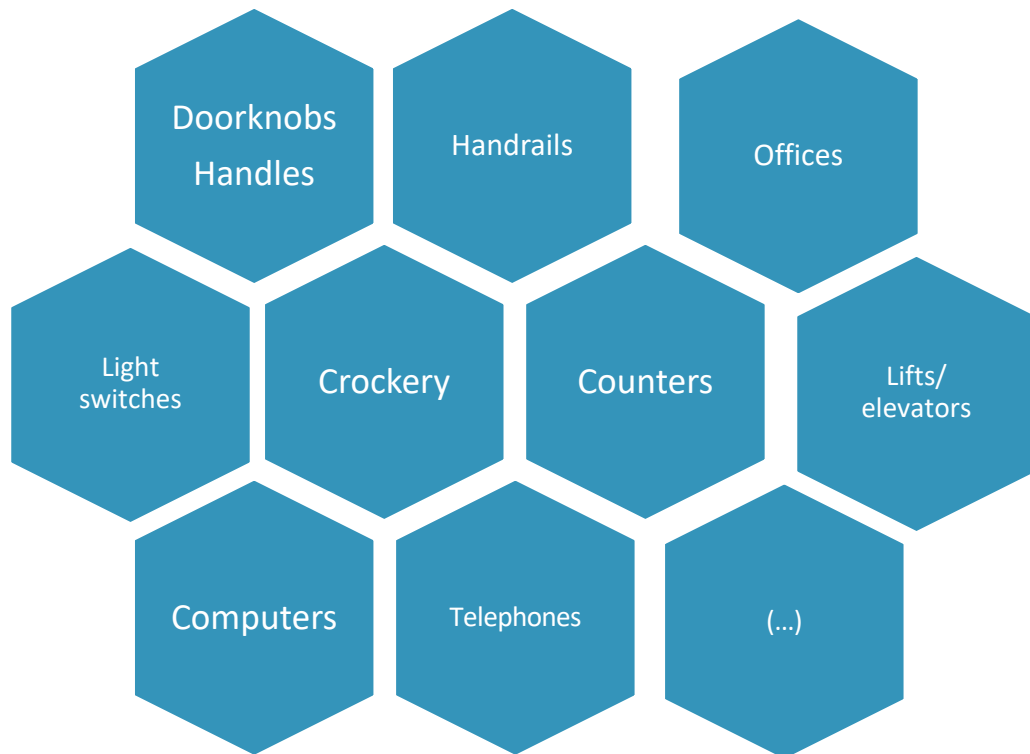 Doorknobs
Handles
Handrails
Offices
Light
switches
Crockery
Counters
Lifts/
elevators
Computers
Telephones
(...)